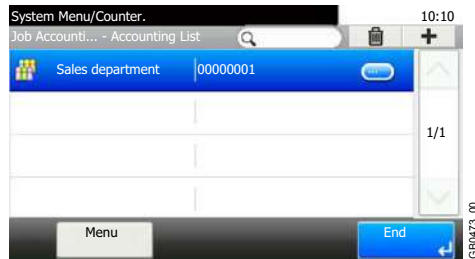 System Menu/Counter. 10:10
Job Accounti... - Accounting List
Sales department 00000001
1/1
Menu End
GB0473_00